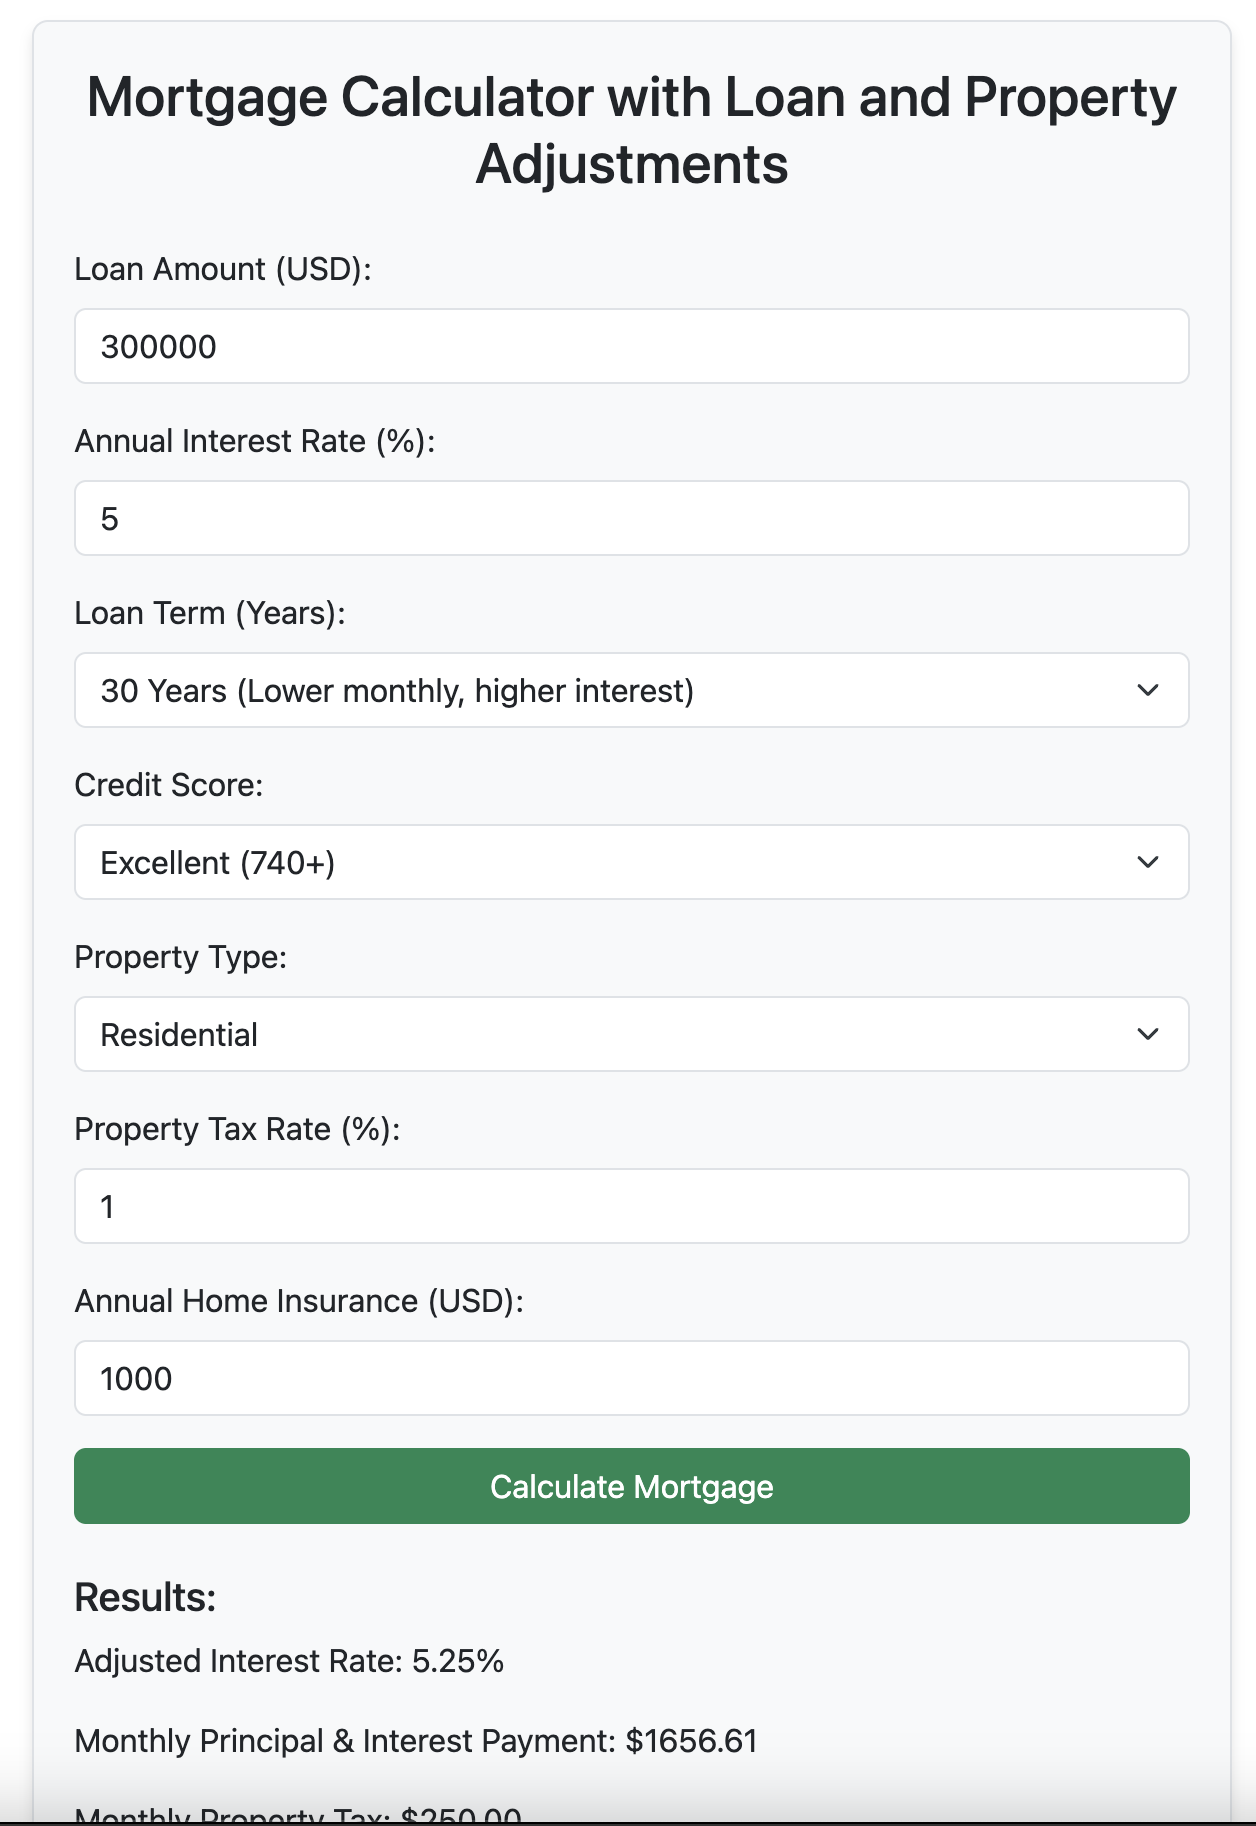 Mortgage Calculator with Loan and Property
Adjustments
Loan Amount (USD):
300000
Annual Interest Rate (%):
5
Loan Term (Years):
30 Years (Lower monthly, higher interest)
Credit Score:
Excellent (740+)
Property Type:
Residential
Property Tax Rate (%):
1
Annual Home Insurance (USD):
1000
Calculate Mortgage
Results:
Adjusted Interest Rate: 5.25%
Monthly Principal & Interest Payment: $1656.61
Monthly Property Tax: $250.00